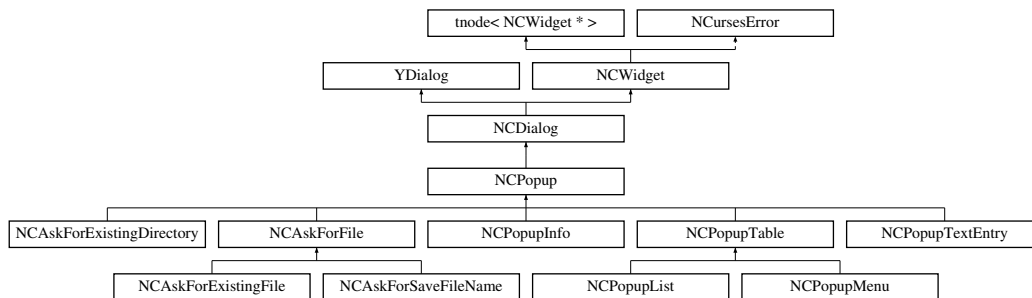 tnode< NCWidget * >
NCursesError
YDialog
NCWidget
NCDialog
NCPopup
NCAskForExistingDirectory
NCAskForFile
NCPopupInfo
NCPopupTable
NCPopupTextEntry
NCAskForExistingFile
NCAskForSaveFileName
NCPopupList
NCPopupMenu